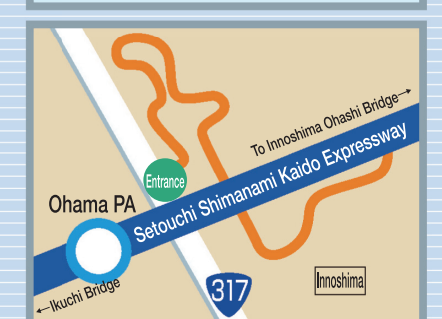 To Innoshima Ohashi Bridge→
Setouchi Shimanami Kaido Expressway
Entrance
Ohama PA
←Ikuchi Bridge
317
Innoshima